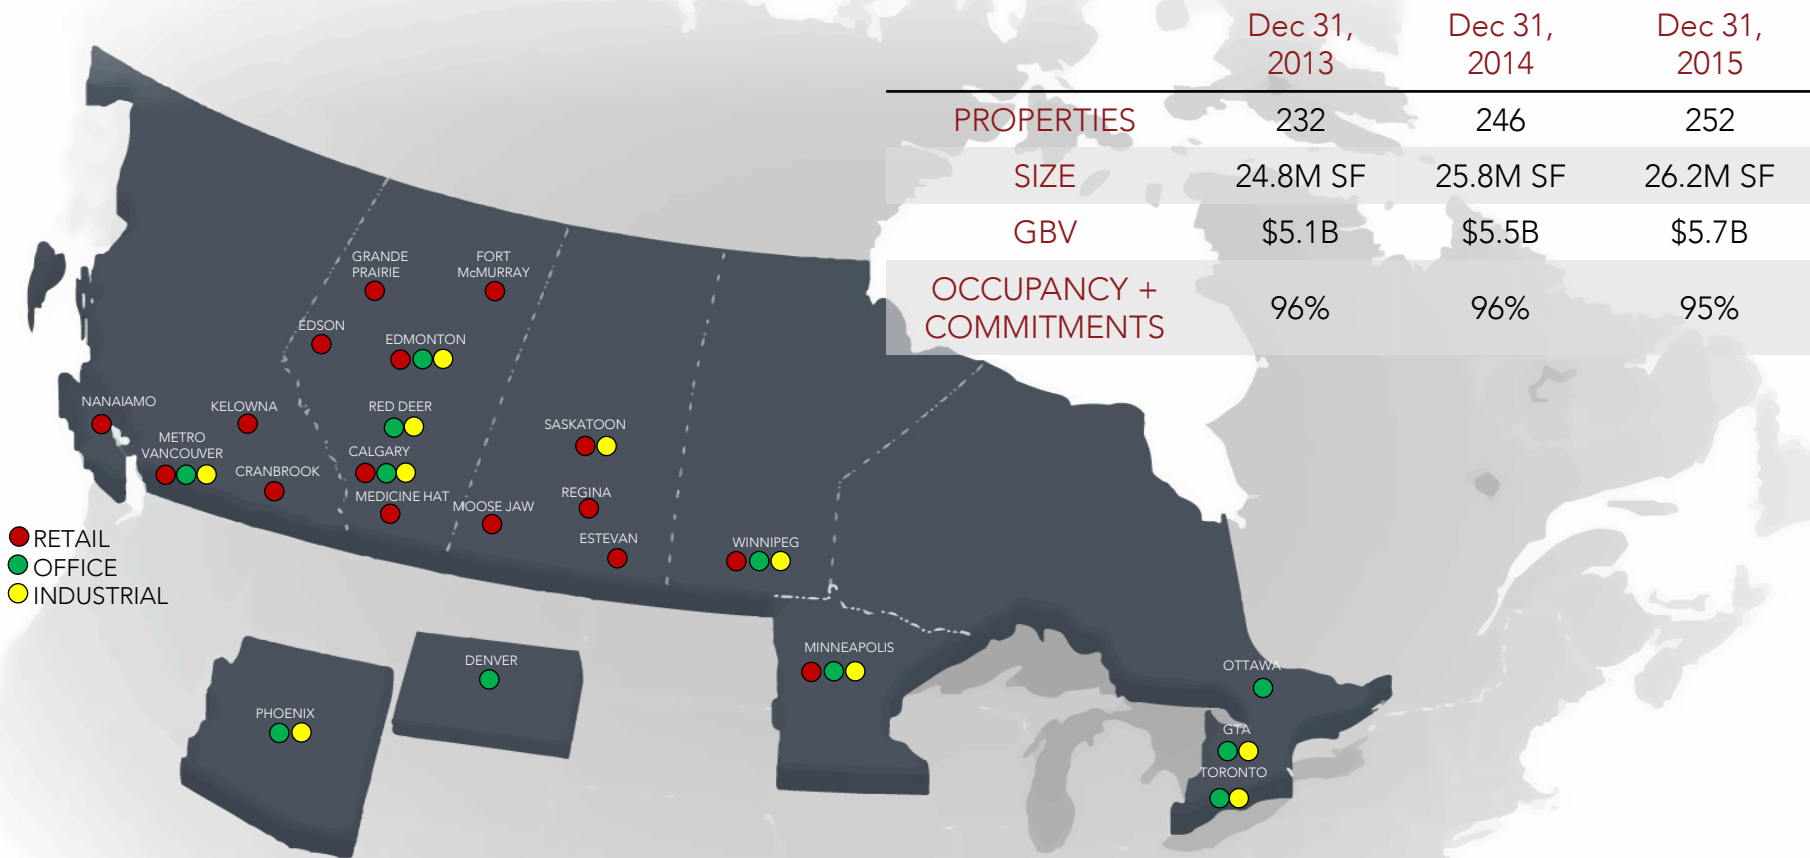 Dec 31, 2013
Dec 31, 2014
Dec 31, 2015
PROPERTIES 232 246 252
SIZE 24.8M SF 25.8M SF 26.2M SF
GBV $5.1B $5.5B $5.7B
OCCUPANCY +
COMMITMENTS 96% 96% 95%
GRANDE
PRAIRIE
FORT
McMURRAY
EDSON
EDMONTON
NANAIMO
KELOWNA
RED DEER
SASKATOON
METRO
VANCOUVER
CRANBROOK
CALGARY
MEDICINE HAT
MOOSE JAW
REGINA
ESTEVAN
WINNIPEG
RETAIL
OFFICE
INDUSTRIAL
MINNEAPOLIS
DENVER
PHOENIX
OTTAWA
GTA
TORONTO